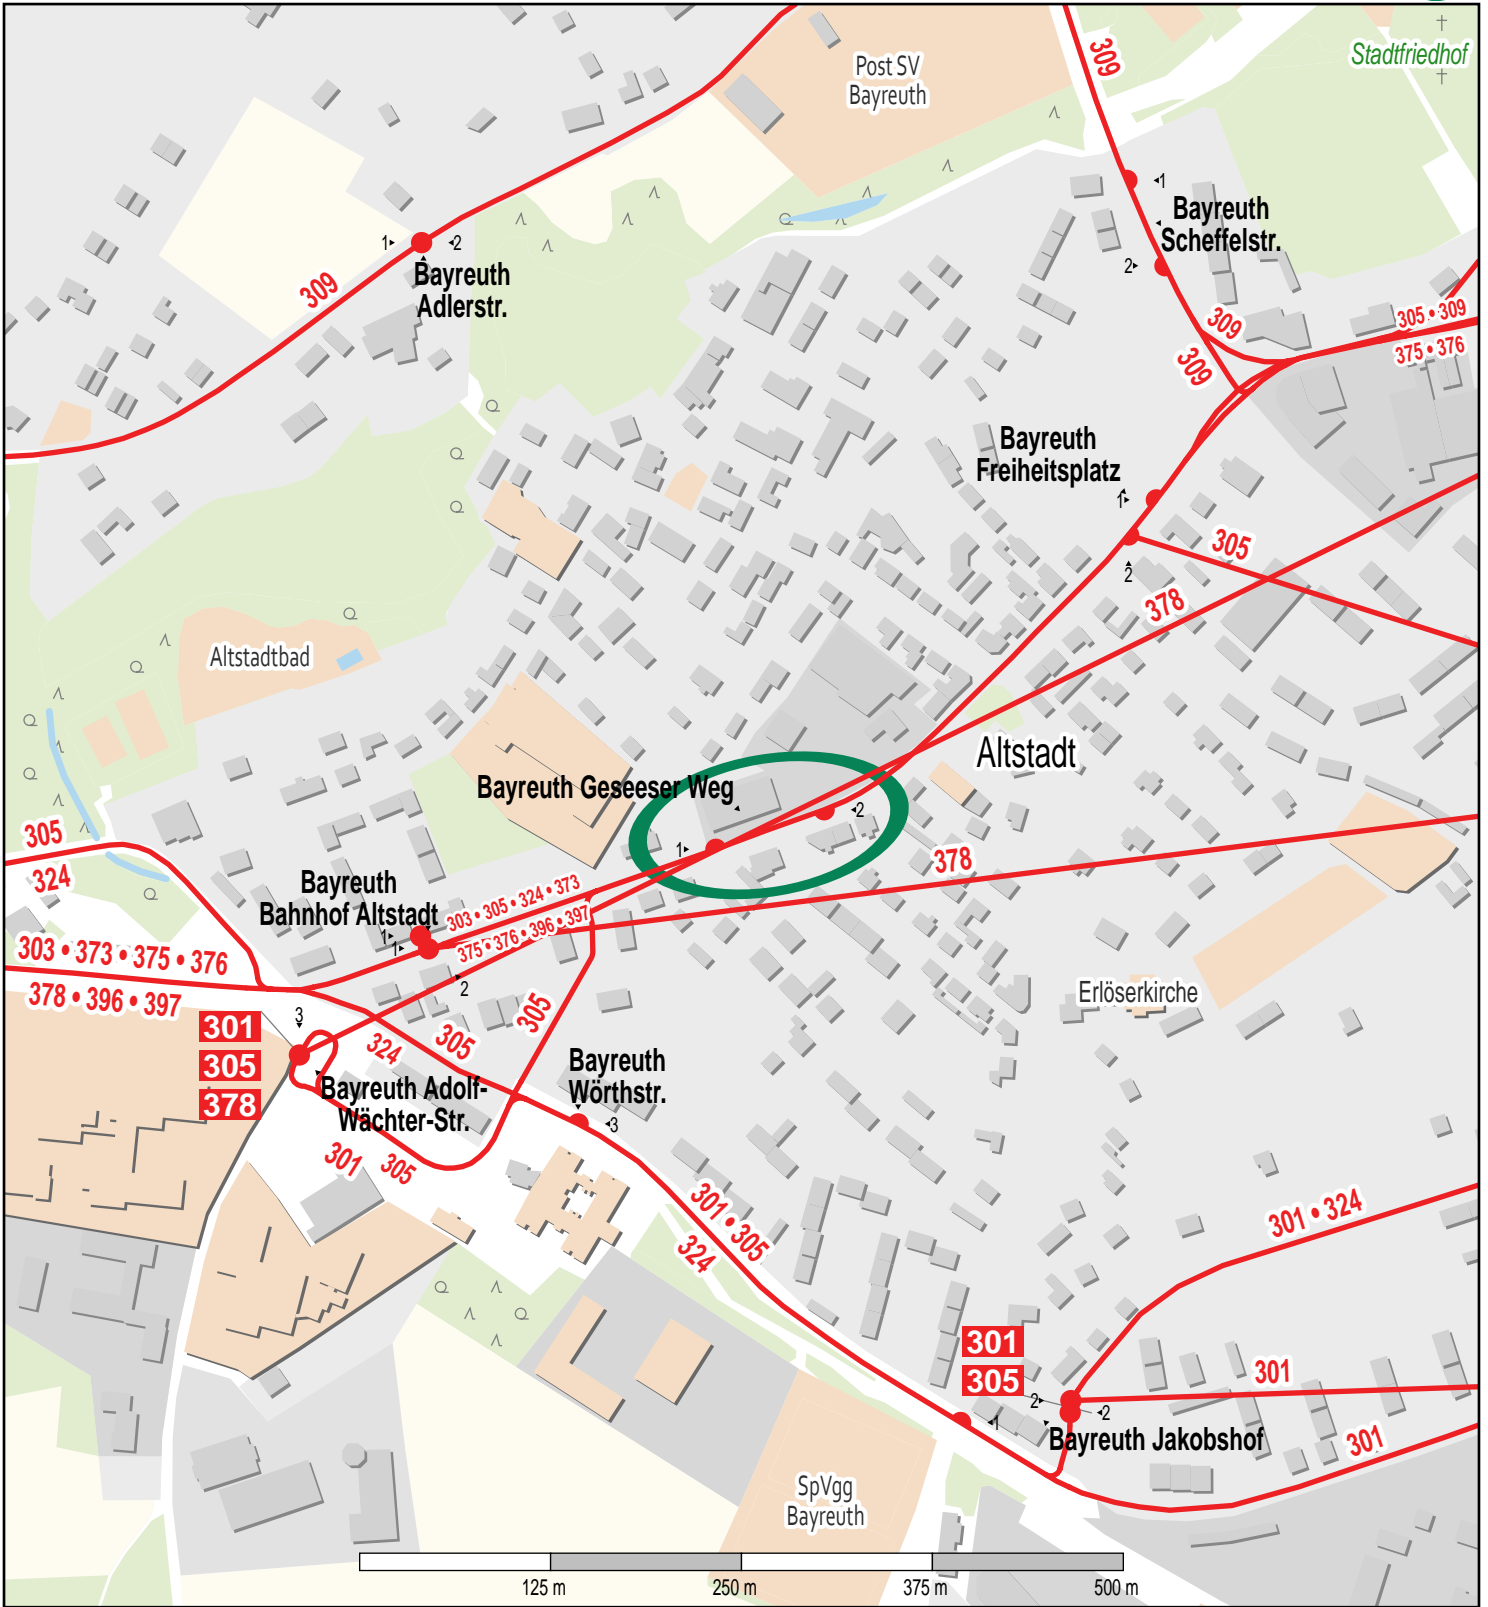 309
Post SV
Bayreuth
Stadtfriedhof
1
Bayreuth
Scheffelstr.
2
1
2
Bayreuth
Adlerstr.
309
309
309
305 • 309
375 • 376
Bayreuth
Freiheitsplatz
1
2
305
378
Altstadtbad
Altstadt
Bayreuth Geseeser Weg
2
1
378
305
324
Bayreuth
Bahnhof Altstadt
1
1
303 • 305 • 324 • 373
375 • 376 • 396 • 397
2
303 • 373 • 375 • 376
378 • 396 • 397
Erlöserkirche
3
301
305
378
324
305
305
Bayreuth Adolf-
Wächter-Str.
Bayreuth
Wörthstr.
3
301
305
301 • 305
324
301 • 324
301
305
301
2
2
1
Bayreuth Jakobshof
301
SpVgg
Bayreuth
125 m
250 m
375 m
500 m